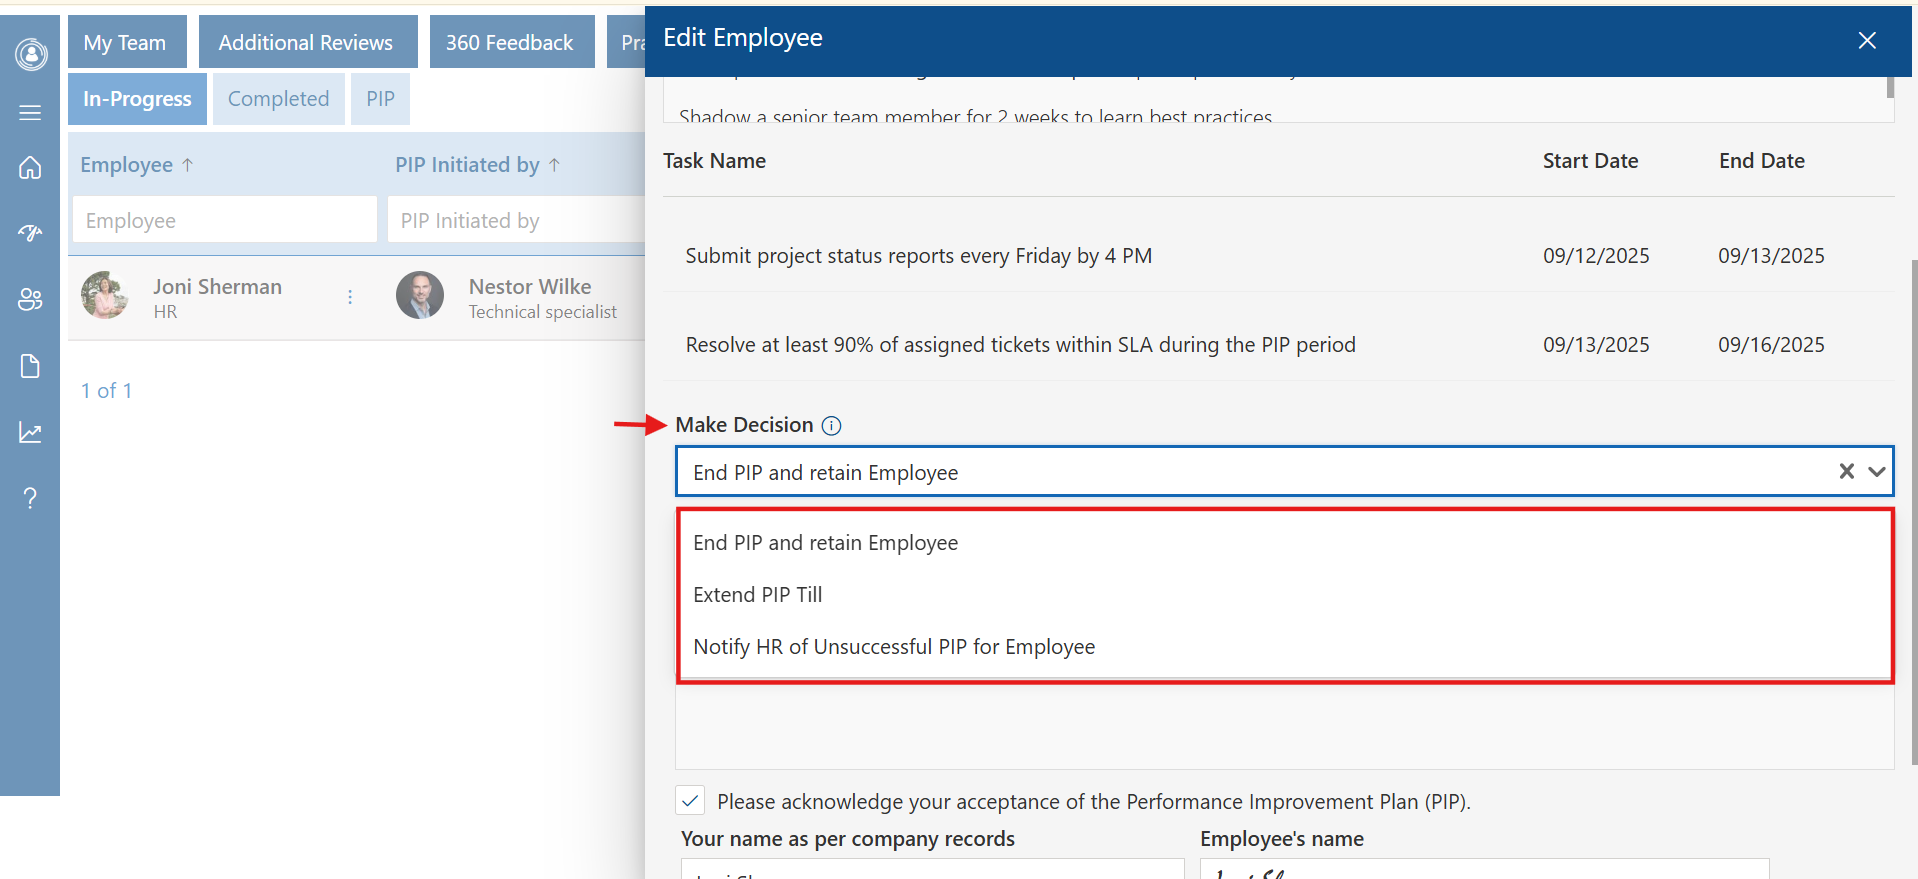 My Team
Additional Reviews
360 Feedback
Edit Employee
In-Progress
Completed
PIP
Shadow a senior team member for 2 weeks to learn best practices
Employee ↑
PIP Initiated by ↑
Task Name
Start Date
End Date
Employee
PIP Initiated by
Submit project status reports every Friday by 4 PM
09/12/2025
09/13/2025
Joni Sherman
HR
Nestor Wilke
Technical specialist
Resolve at least 90% of assigned tickets within SLA during the PIP period
09/13/2025
09/16/2025
1 of 1
Make Decision
End PIP and retain Employee
End PIP and retain Employee
Extend PIP Till
Notify HR of Unsuccessful PIP for Employee
Please acknowledge your acceptance of the Performance Improvement Plan (PIP).
Your name as per company records
Employee's name